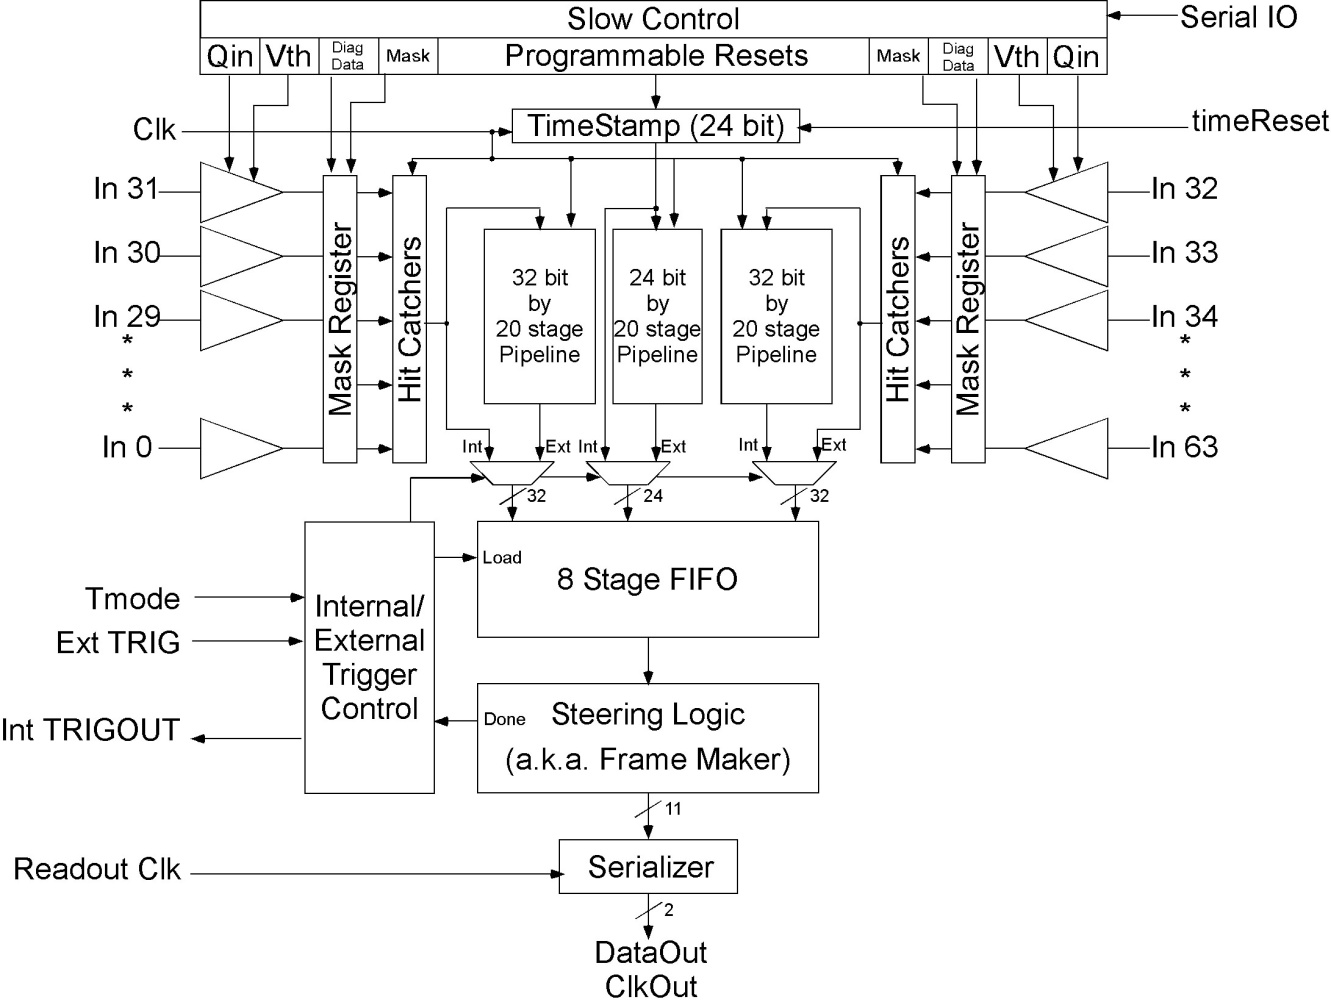 Slow Control
Serial IO
Qin
Vth
Diag
Data
Mask
Programmable Resets
Mask
Diag
Data
Vth
Qin
Clk
TimeStamp (24 bit)
timeReset
In 31
In 30
In 29
*
*
*
In 0
Mask Register
Hit Catchers
32 bit
by
20 stage
Pipeline
24 bit
by
20 stage
Pipeline
32 bit
by
20 stage
Pipeline
Hit Catchers
Mask Register
In 32
In 33
In 34
*
*
*
In 63
Int
Ext
Int
Ext
Int
Ext
32
24
32
Load
8 Stage FIFO
Tmode
Ext TRIG
Int TRIGOUT
Internal/
External
Trigger
Control
Done
Steering Logic
(a.k.a. Frame Maker)
11
Readout Clk
Serializer
2
DataOut
ClkOut